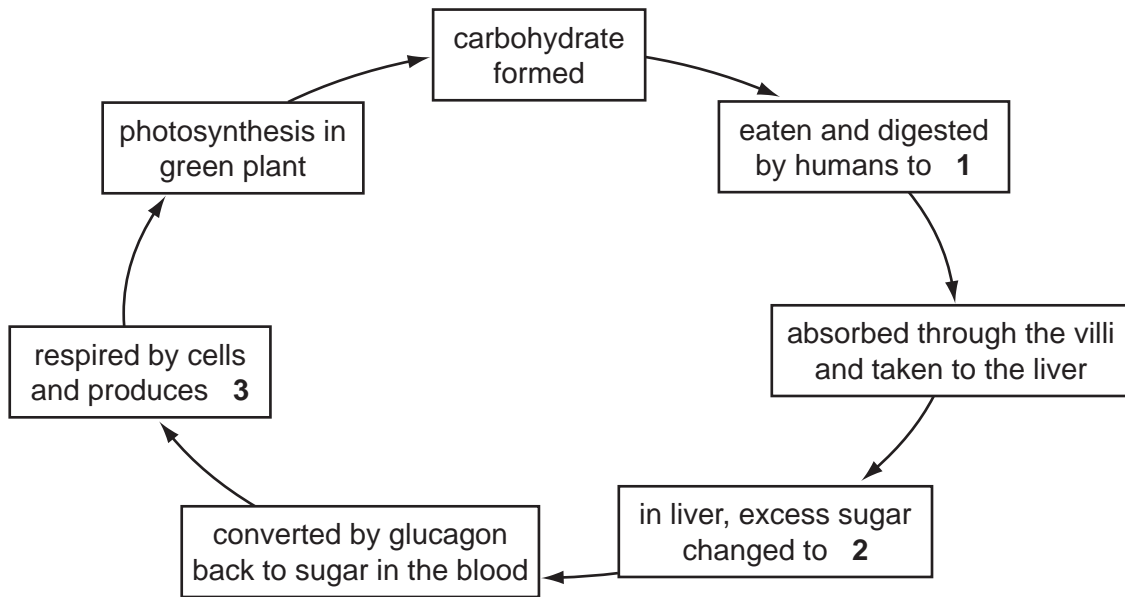 carbohydrate
formed
eaten and digested
by humans to 1
absorbed through the villi
and taken to the liver
in liver, excess sugar
changed to 2
converted by glucagon
back to sugar in the blood
respired by cells
and produces 3
photosynthesis in
green plant